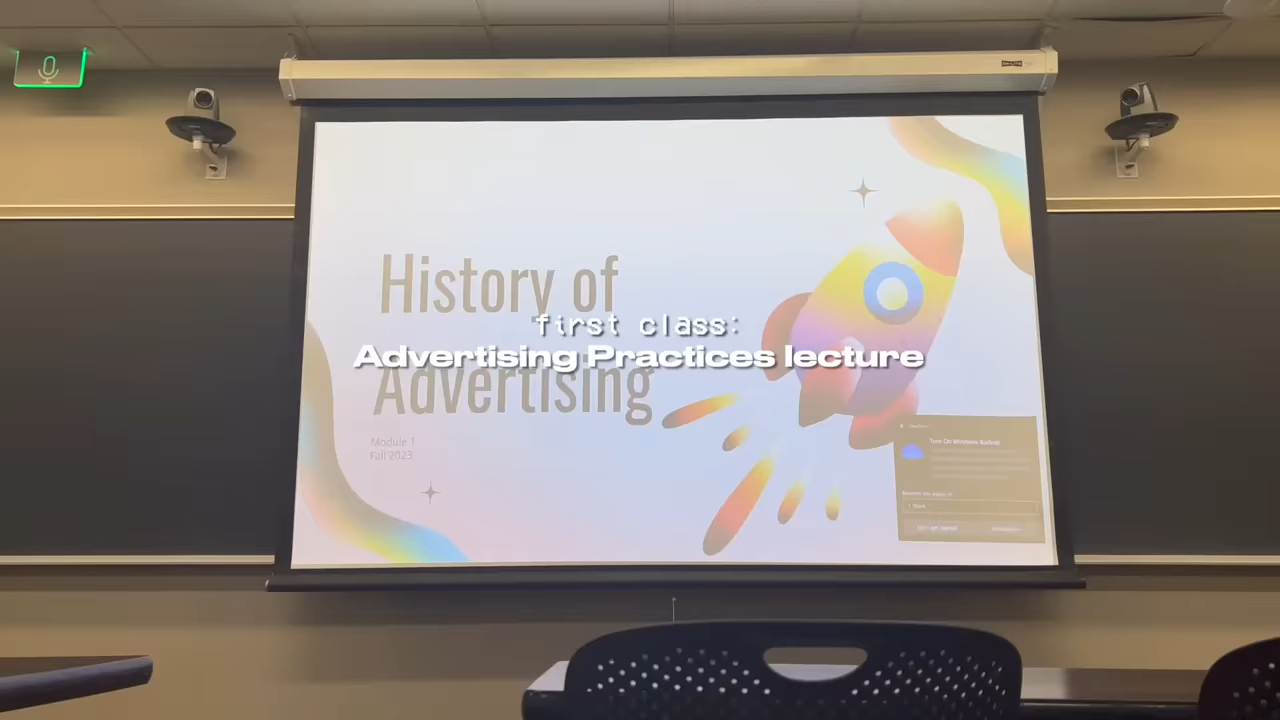 History of
first class:
Advertising Practices lecture
Advertising
Module 1
Fall 2023
Turn On Windows Backup